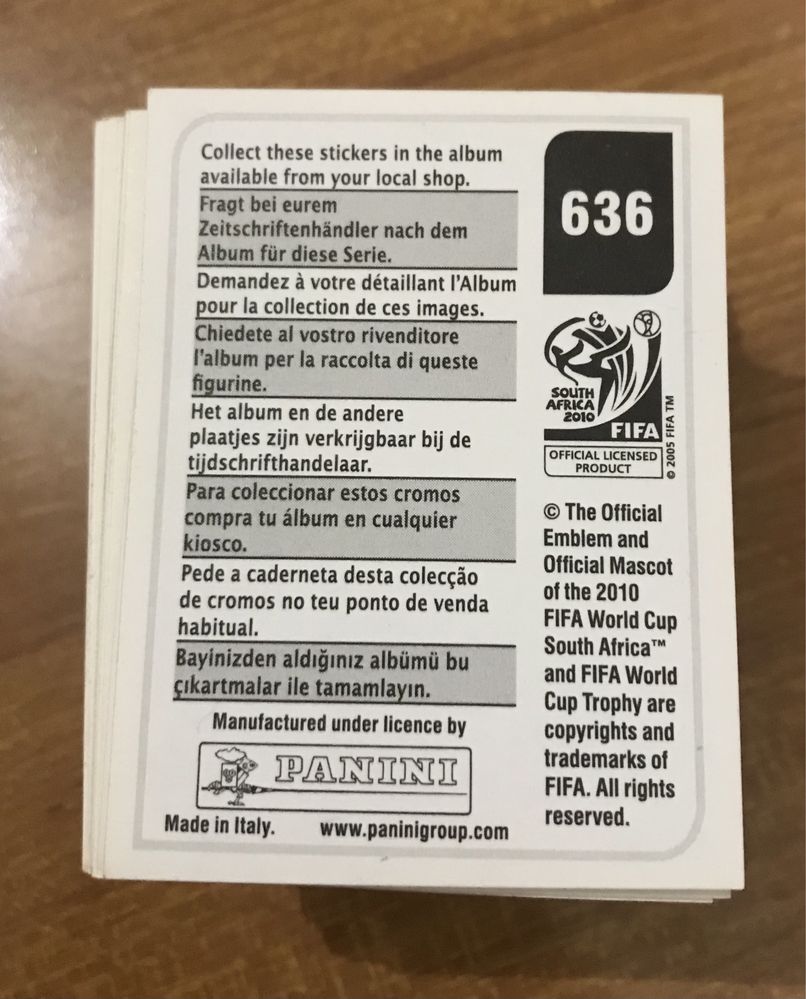 Collect these stickers in the album
available from your local shop.
Fragt bei eurem
Zeitschriftenhändler nach dem
Album für diese Serie.
Demandez à votre détaillant l'Album
pour la collection de ces images.
Chiedete al vostro rivenditore
l'album per la raccolta di queste
figurine.
Het album en de andere
plaatjes zijn verkrijgbaar bij de
tijdschrifthandelaar.
Para coleccionar estos cromos
compra tu álbum en cualquier
kiosco.
Pede a caderneta desta colecção
de cromos no teu ponto de venda
habitual.
Bayinizden aldığınız albümü bu
çıkartmalar ile tamamlayın.
Manufactured under licence by
PANINI
Made in Italy. www.paninigroup.com
636
SOUTH
AFRICA
2010
FIFA
OFFICIAL LICENSED
PRODUCT
© 2005 FIFA TM
© The Official
Emblem and
Official Mascot
of the 2010
FIFA World Cup
South Africa™
and FIFA World
Cup Trophy are
copyrights and
trademarks of
FIFA. All rights
reserved.